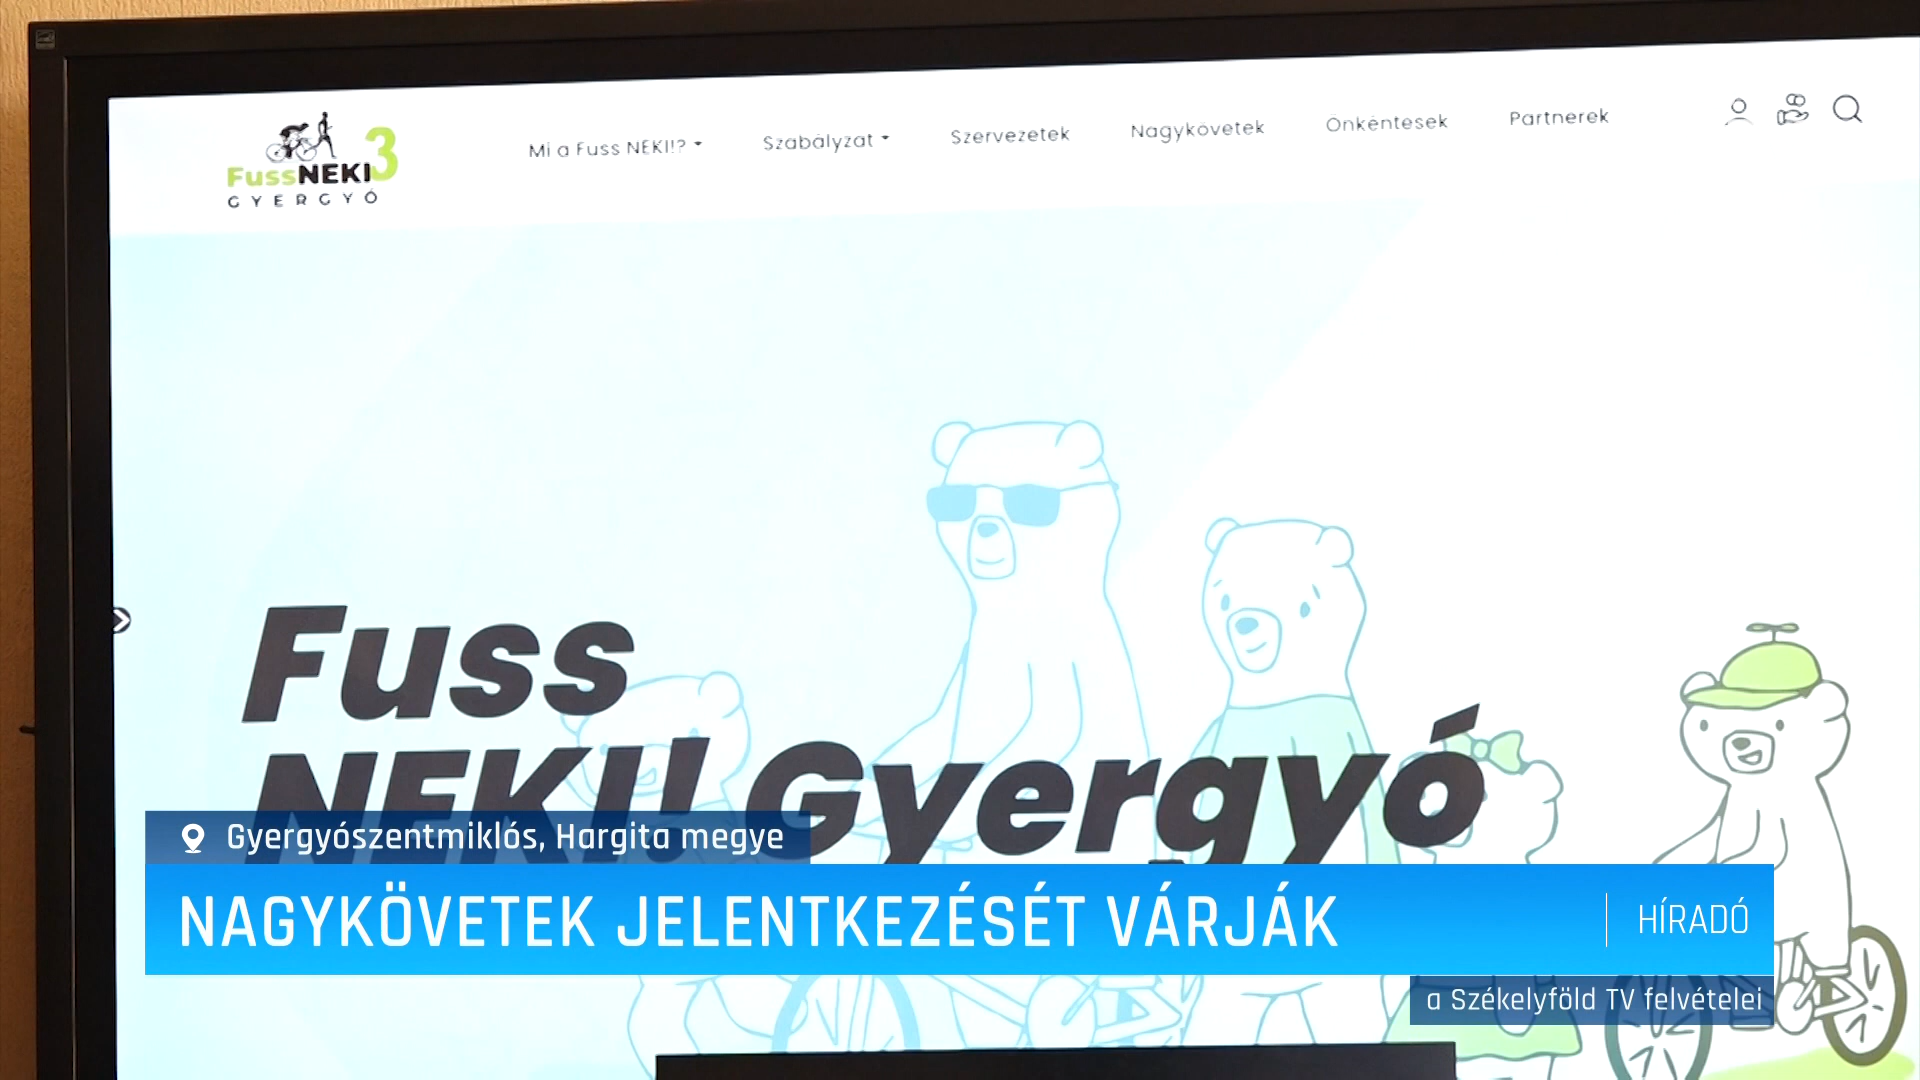 FussNEKI3
GYERGYÓ
Mi a Fuss NEKI!?
Szabályzat
Szervezetek
Nagykövetek
Önkéntesek
Partnerek
Fuss
NEKI! Gyergyó
Gyergyószentmiklós, Hargita megye
NAGYKÖVETEK JELENTKEZÉSÉT VÁRJÁK
HÍRADÓ
a Székelyföld TV felvételei